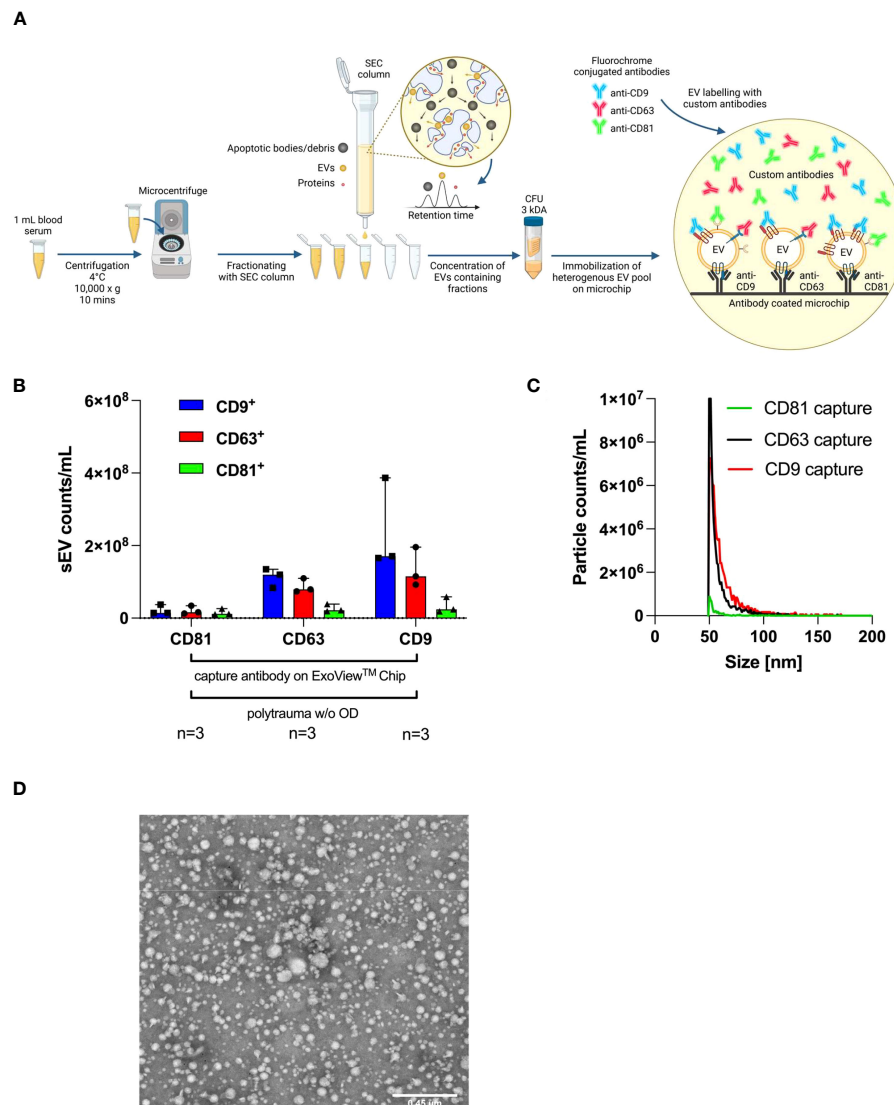 A
SEC
column
Fluorochrome
conjugated antibodies
anti-CD9
anti-CD63
anti-CD81
EV labelling with
custom antibodies
Apoptotic bodies/debris
EVs
Proteins
Retention time
Custom antibodies
Microcentrifuge
1 mL blood
serum
CFU
3 kDA
Centrifugation
4°C
10,000 x g
10 mins
Fractionating
with SEC column
Concentration of
EVs containing
fractions
Immobilization of
heterogenous EV pool
on microchip
EV
EV
EV
anti-
CD9
anti-
CD63
anti-
CD81
Antibody coated microchip
B
sEV counts/mL
6×10⁸
4×10⁸
2×10⁸
0
CD9⁺
CD63⁺
CD81⁺
CD81
CD63
CD9
capture antibody on ExoView™ Chip
polytrauma w/o OD
n=3
n=3
n=3
C
Particle counts/mL
1×10⁷
8×10⁶
6×10⁶
4×10⁶
2×10⁶
0
CD81 capture
CD63 capture
CD9 capture
0
50
100
150
200
Size [nm]
D
0.45 µm